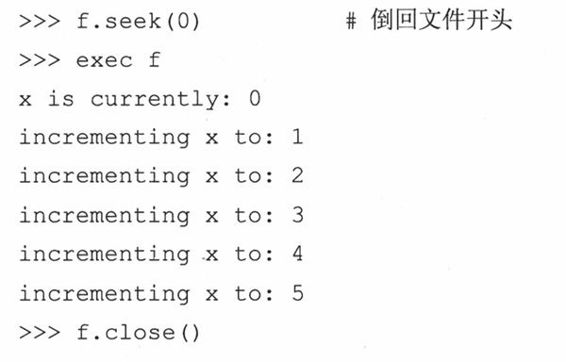 >>> f.seek(0) # 倒回文件开头
>>> exec f
x is currently: 0
incrementing x to: 1
incrementing x to: 2
incrementing x to: 3
incrementing x to: 4
incrementing x to: 5
>>> f.close()